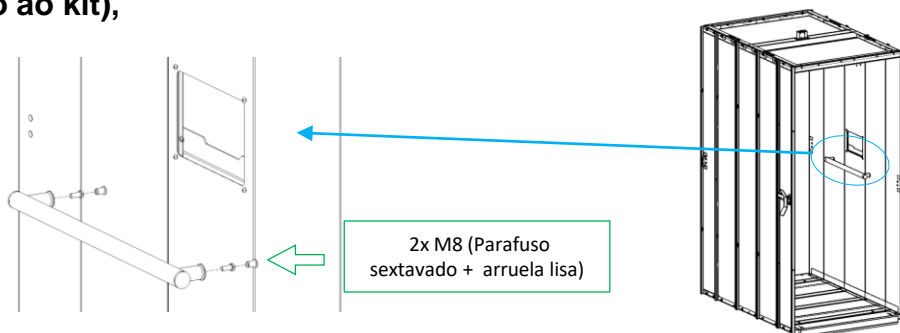 o ao kit),
2x M8 (Parafuso
sextavado + arruela lisa)